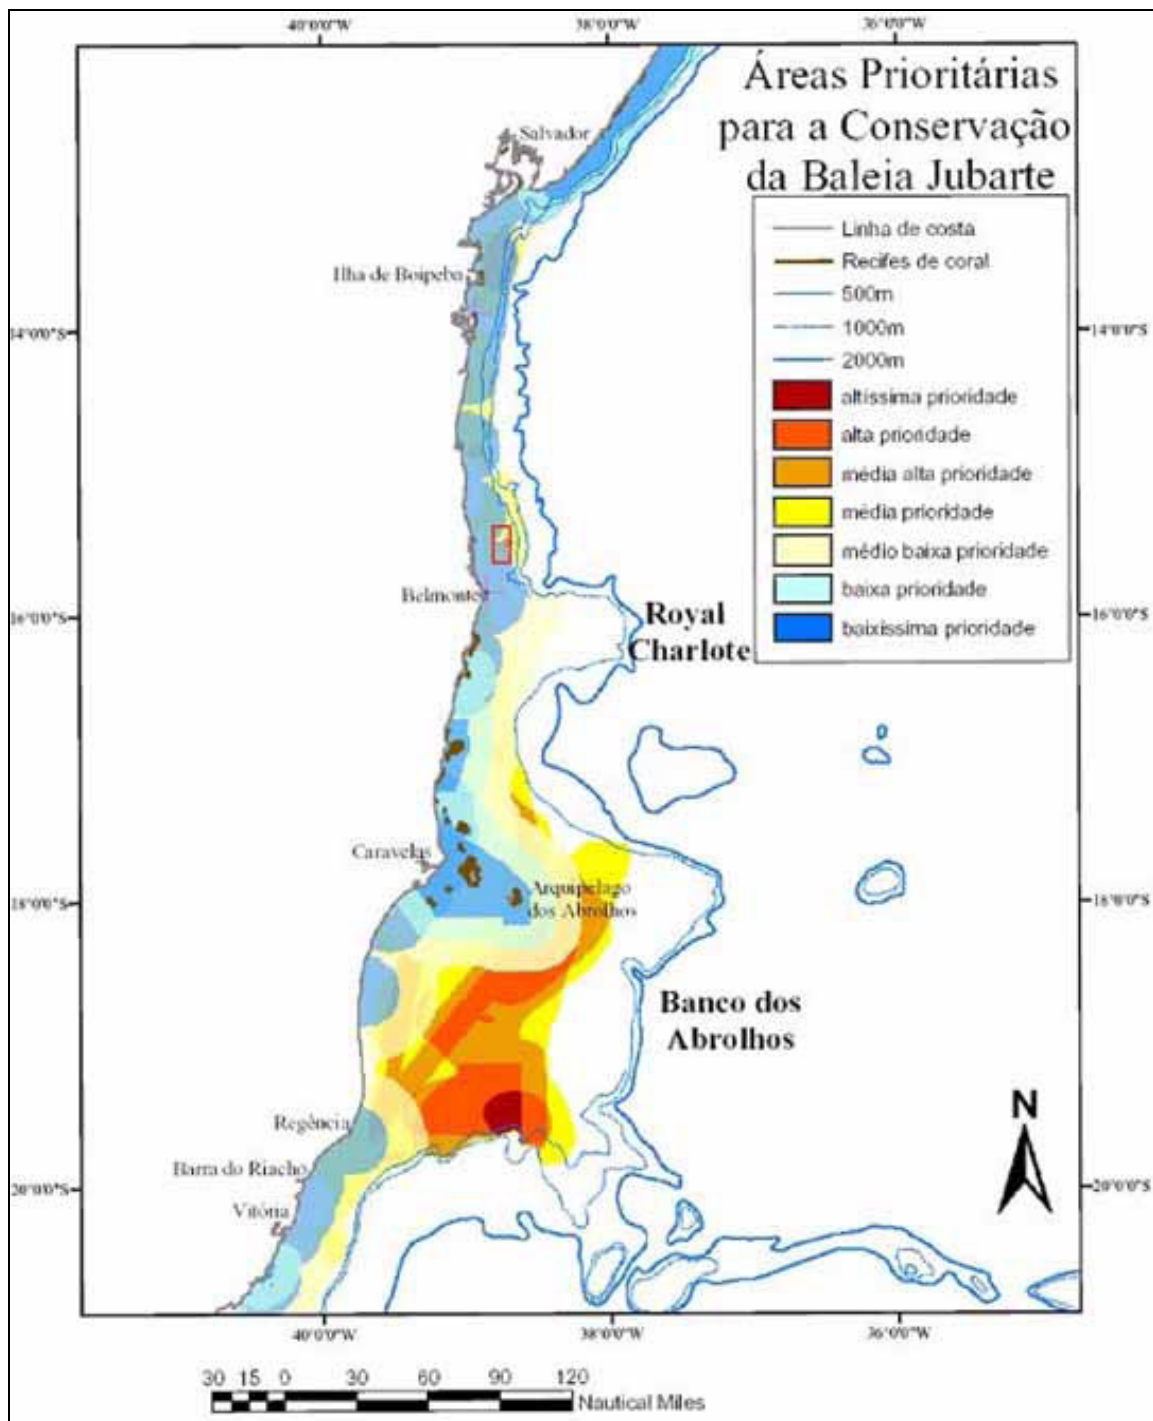 40°0'0"W 38°0'0"W 36°0'0"W
Áreas Prioritárias
para a Conservação
da Baleia Jubarte
Salvador
Linha de costa
Recifes de coral
500m
1000m
2000m
altíssima prioridade
alta prioridade
média alta prioridade
média prioridade
médio baixa prioridade
baixa prioridade
baixíssima prioridade
Ilha de Boipeba
14°0'0"S 14°0'0"S
Belmonte
16°0'0"S 16°0'0"S
Royal
Charlote
Caravelas
Arquipelago
dos Abrolhos
18°0'0"S 18°0'0"S
Banco dos
Abrolhos
Regência
Barra do Riacho
Vitória
N
20°0'0"S 20°0'0"S
40°0'0"W 38°0'0"W 36°0'0"W
30 15 0 30 60 90 120
Nautical Miles